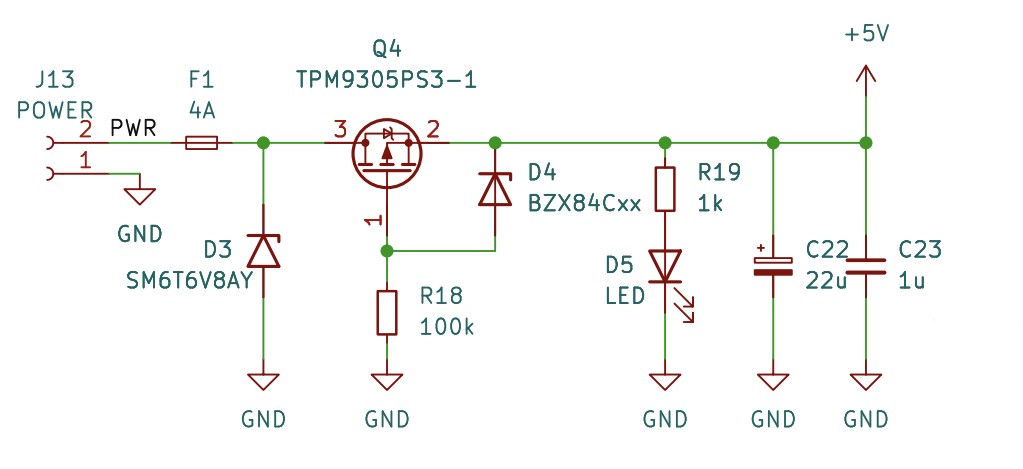 +5V
Q4
TPM9305PS3-1
J13
POWER
F1
4A
2
PWR
3
2
1
GND
1
D3
SM6T6V8AY
D4
BZX84Cxx
R19
1k
R18
100k
D5
LED
+
C22
22u
C23
1u
GND
GND
GND
GND
GND